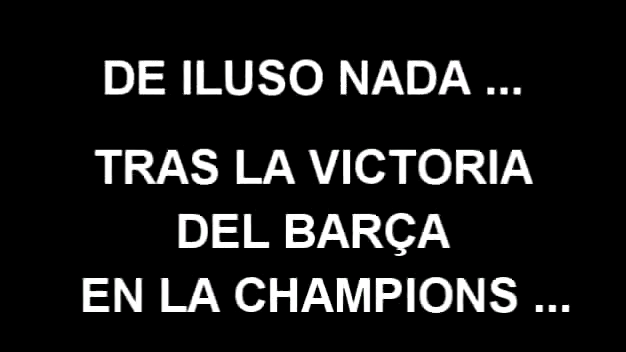 DE ILUSO NADA ...
TRAS LA VICTORIA
DEL BARÇA
EN LA CHAMPIONS ...